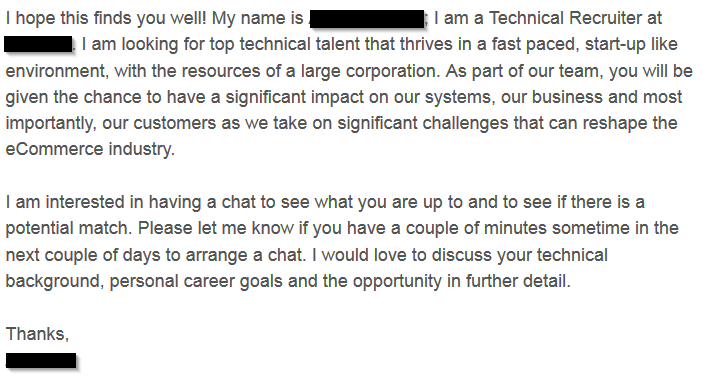 I hope this finds you well! My name is ; I am a Technical Recruiter at
. I am looking for top technical talent that thrives in a fast paced, start-up like
environment, with the resources of a large corporation. As part of our team, you will be
given the chance to have a significant impact on our systems, our business and most
importantly, our customers as we take on significant challenges that can reshape the
eCommerce industry.
I am interested in having a chat to see what you are up to and to see if there is a
potential match. Please let me know if you have a couple of minutes sometime in the
next couple of days to arrange a chat. I would love to discuss your technical
background, personal career goals and the opportunity in further detail.
Thanks,